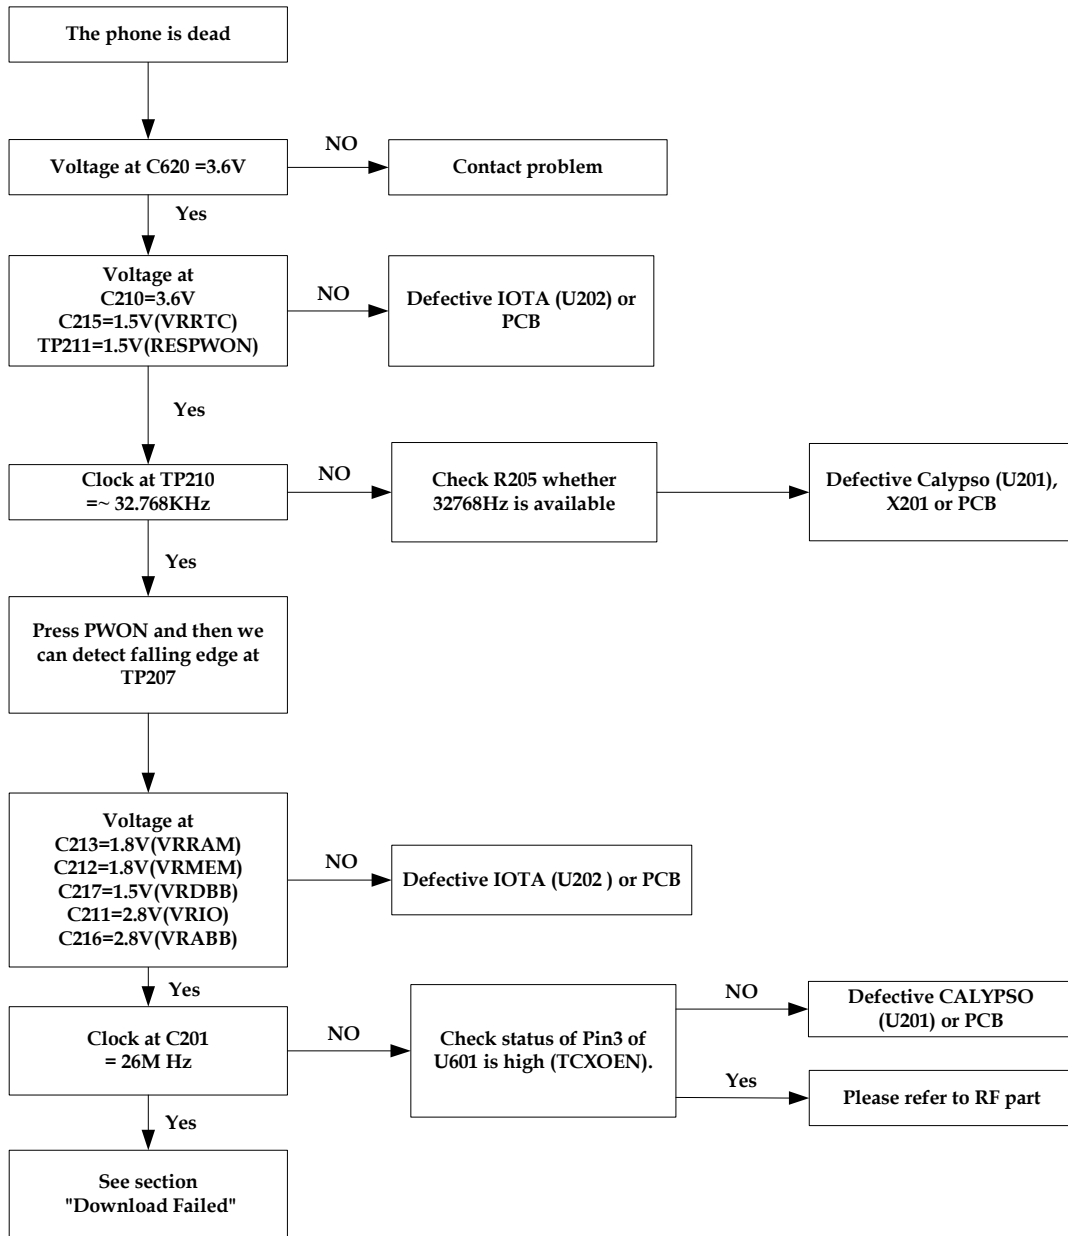 The phone is dead
Voltage at C620 =3.6V
NO
Contact problem
Yes
Voltage at
C210=3.6V
C215=1.5V(VRRTC)
TP211=1.5V(RESPWON)
NO
Defective IOTA (U202) or
PCB
Yes
Clock at TP210
=~ 32.768KHz
NO
Check R205 whether
32768Hz is available
Defective Calypso (U201),
X201 or PCB
Yes
Press PWON and then we
can detect falling edge at
TP207
Voltage at
C213=1.8V(VRRAM)
C212=1.8V(VRMEM)
C217=1.5V(VRDBB)
C211=2.8V(VRIO)
C216=2.8V(VRABB)
NO
Defective IOTA (U202 ) or PCB
Yes
Clock at C201
= 26M Hz
NO
Check status of Pin3 of
U601 is high (TCXOEN).
NO
Defective CALYPSO
(U201) or PCB
Yes
Please refer to RF part
Yes
See section
"Download Failed"